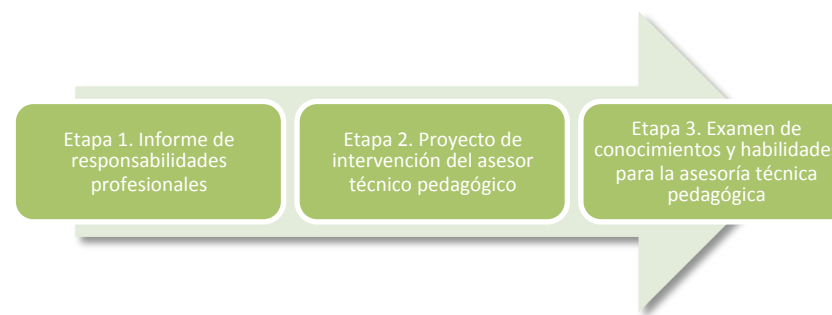 Etapa 1. Informe de
responsabilidades
profesionales
Etapa 2. Proyecto de
intervención del asesor
técnico pedagógico
Etapa 3. Examen de
conocimientos y habilidade
para la asesoría técnica
pedagógica